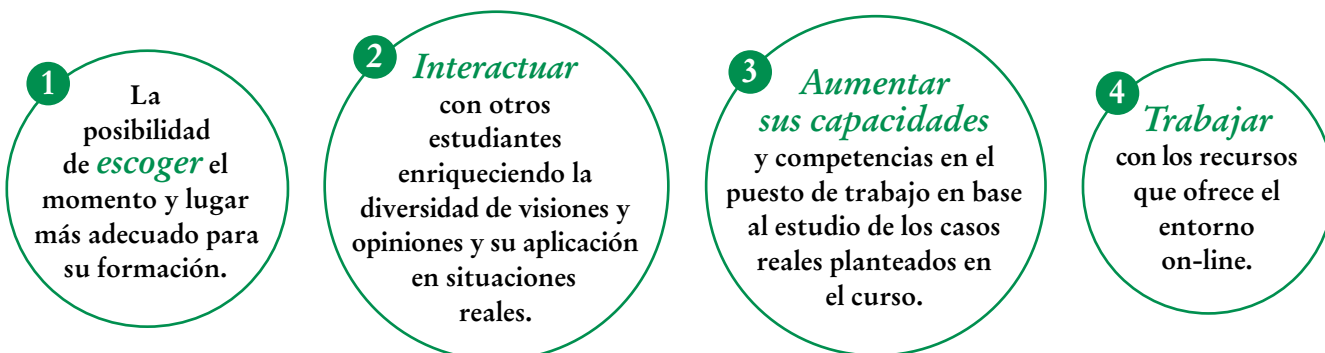 1
La
posibilidad
de escoger el
momento y lugar
más adecuado para
su formación.
2
Interactuar
con otros
estudiantes
enriqueciendo la
diversidad de visiones y
opiniones y su aplicación
en situaciones
reales.
3
Aumentar
sus capacidades
y competencias en el
puesto de trabajo en base
al estudio de los casos
reales planteados en
el curso.
4
Trabajar
con los recursos
que ofrece el
entorno
on-line.